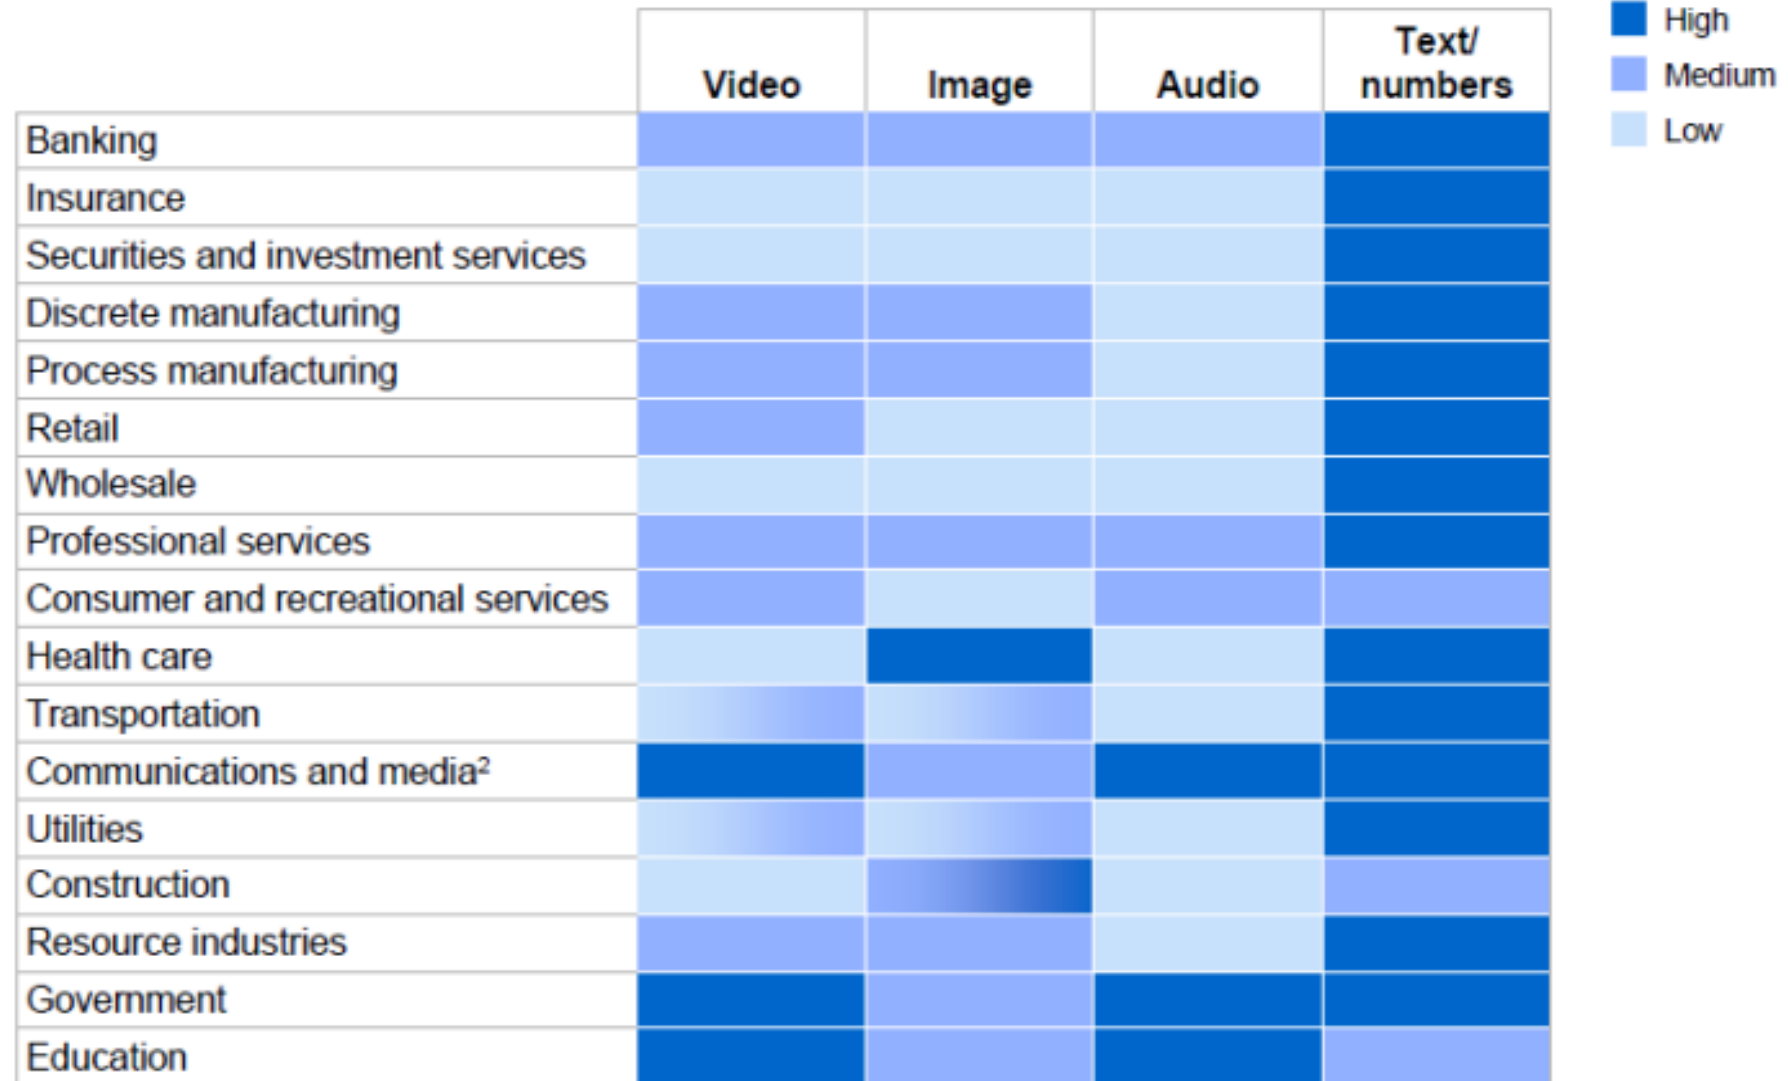 Video
Image
Audio
Text/
numbers
High
Medium
Low
Banking
Insurance
Securities and investment services
Discrete manufacturing
Process manufacturing
Retail
Wholesale
Professional services
Consumer and recreational services
Health care
Transportation
Communications and media²
Utilities
Construction
Resource industries
Government
Education